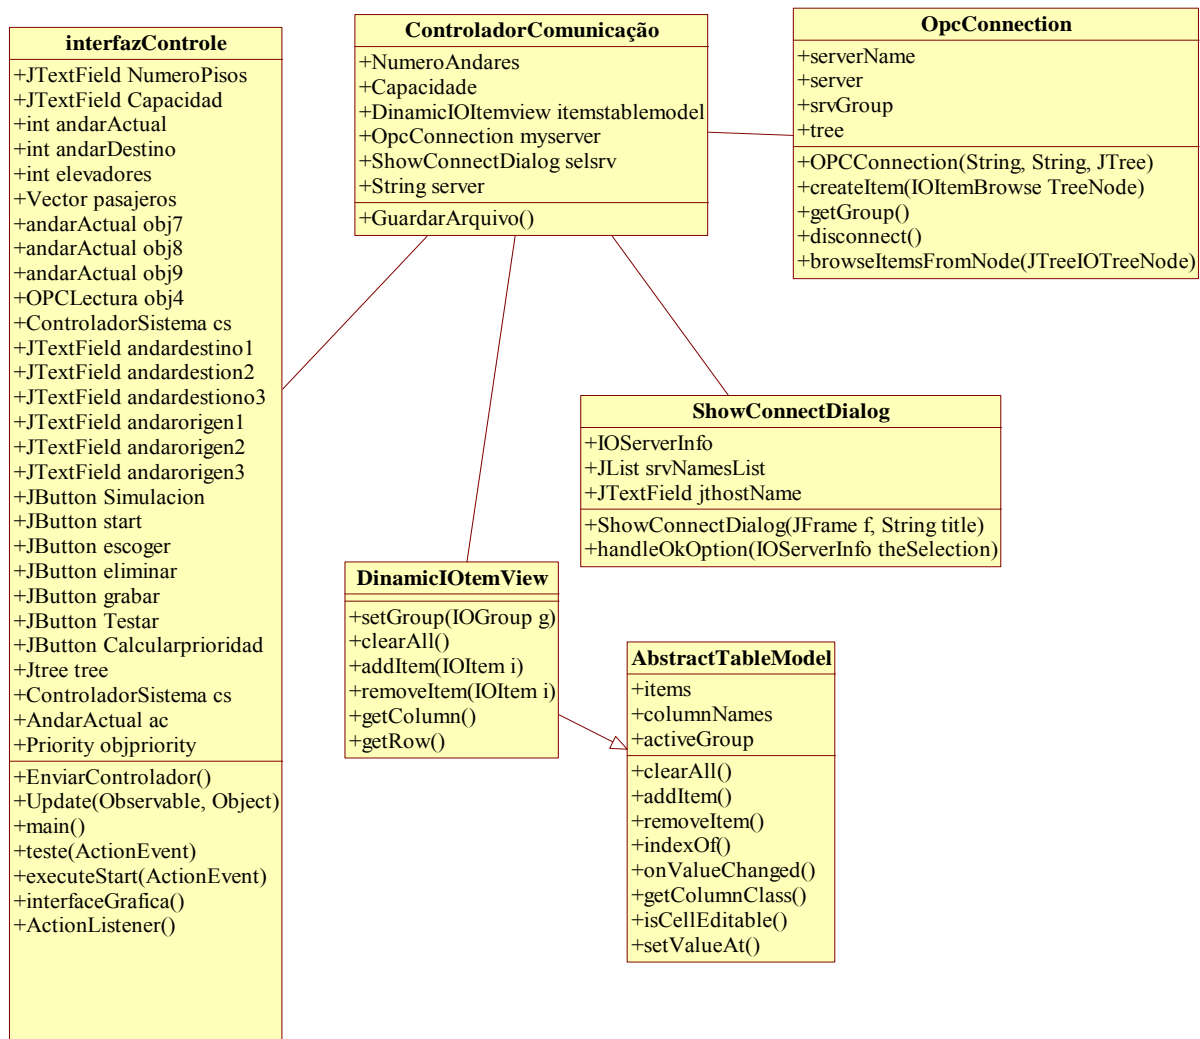 interfazControle
+JTextField NumeroPisos
+JTextField Capacidad
+int andarActual
+int andarDestino
+int elevadores
+Vector pasajeros
+andarActual obj7
+andarActual obj8
+andarActual obj9
+OPCLectura obj4
+ControladorSistema cs
+JTextField andardestino1
+JTextField andardestion2
+JTextField andardestiono3
+JTextField andarorigen1
+JTextField andarorigen2
+JTextField andarorigen3
+JButton Simulacion
+JButton start
+JButton escoger
+JButton eliminar
+JButton grabar
+JButton Testar
+JButton Calcularprioridad
+Jtree tree
+ControladorSistema cs
+AndarActual ac
+Priority objpriority
+EnviarControlador()
+Update(Observable, Object)
+main()
+teste(ActionEvent)
+executeStart(ActionEvent)
+interfaceGrafica()
+ActionListener()
ControladorComunicação
+NumeroAndares
+Capacidade
+DinamicIOItemview itemstablemodel
+OpcConnection myserver
+ShowConnectDialog selsrv
+String server
+GuardarArquivo()
OpcConnection
+serverName
+server
+srvGroup
+tree
+OPCConnection(String, String, JTree)
+createItem(IOItemBrowse TreeNode)
+getGroup()
+disconnect()
+browseItemsFromNode(JTreeIOTreeNode)
ShowConnectDialog
+IOServerInfo
+JList srvNamesList
+JTextField jthostName
+ShowConnectDialog(JFrame f, String title)
+handleOkOption(IOServerInfo theSelection)
DinamicIOtemView
+setGroup(IOGroup g)
+clearAll()
+addItem(IOItem i)
+removeItem(IOItem i)
+getColumn()
+getRow()
AbstractTableModel
+items
+columnNames
+activeGroup
+clearAll()
+addItem()
+removeItem()
+indexOf()
+onValueChanged()
+getColumnClass()
+isCellEditable()
+setValueAt()